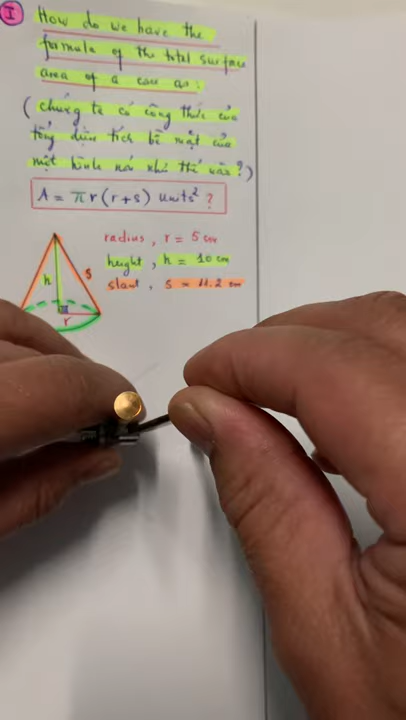 I How do we have the
formula of the total surface
area of a cone as:
(chúng ta có công thức của
tổng diện tích bề mặt của
một hình nón như thế nào?)
A = πr(r+s) units² ?
radius, r = 5 cm
height, h = 10 cm
slant, s = 11.2 cm
h s
r